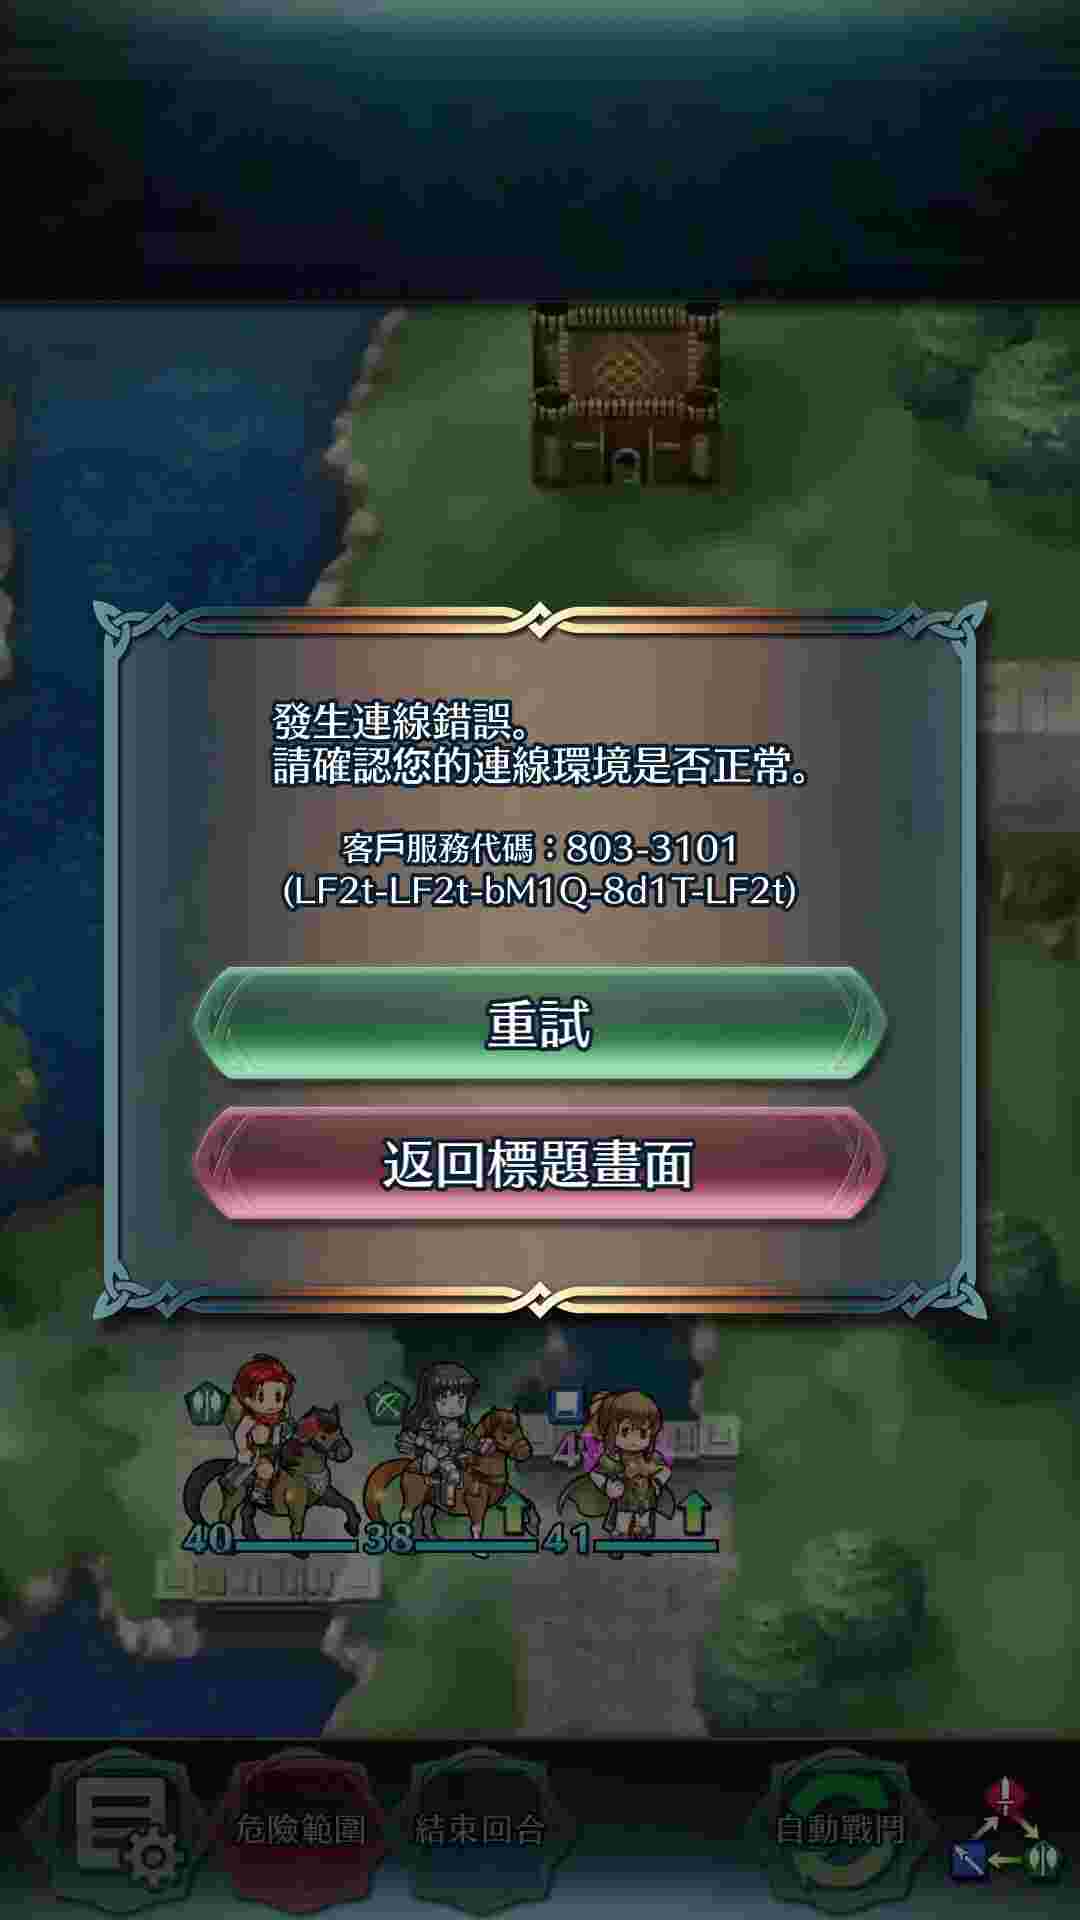 發生連線錯誤。
請確認您的連線環境是否正常。
客戶服務代碼：803-3101
(LF2t-LF2t-bM1Q-8d1T-LF2t)
重試
返回標題畫面
40
38
41
危險範圍
結束回合
自動戰鬥